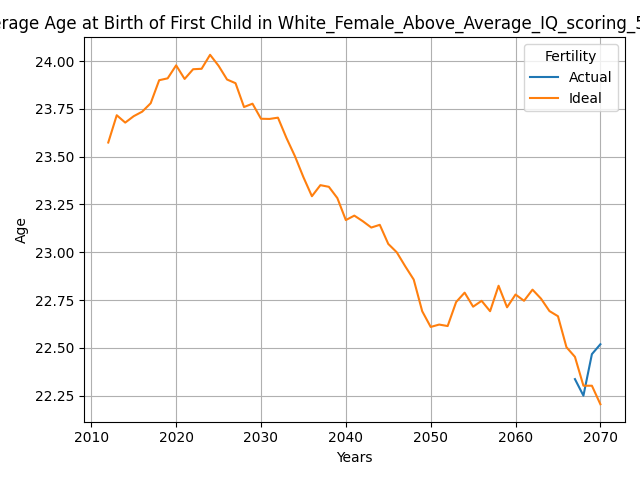 erage Age at Birth of First Child in White_Female_Above_Average_IQ_scoring_5
Fertility
Actual
Ideal
24.00
23.75
23.50
23.25
23.00
22.75
22.50
22.25
Age
2010 2020 2030 2040 2050 2060 2070
Years